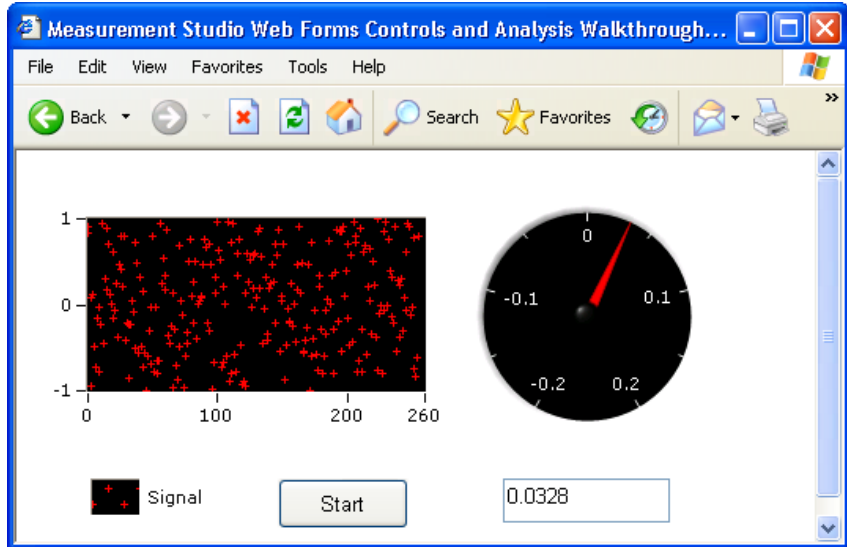 Measurement Studio Web Forms Controls and Analysis Walkthrough...
File Edit View Favorites Tools Help
Back Search Favorites »
1
0
-1
0 100 200 260
0
-0.1 0.1
-0.2 0.2
Signal Start 0.0328